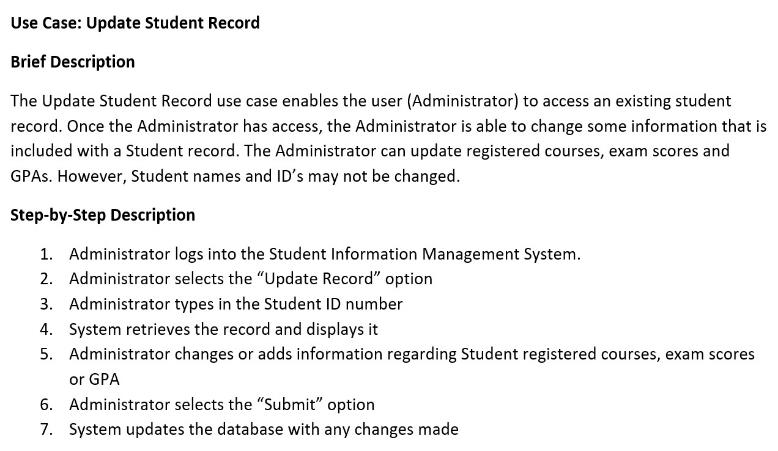 Use Case: Update Student Record
Brief Description
The Update Student Record use case enables the user (Administrator) to access an existing student
record. Once the Administrator has access, the Administrator is able to change some information that is
included with a Student record. The Administrator can update registered courses, exam scores and
GPAs. However, Student names and ID’s may not be changed.
Step-by-Step Description
1. Administrator logs into the Student Information Management System.
2. Administrator selects the “Update Record” option
3. Administrator types in the Student ID number
4. System retrieves the record and displays it
5. Administrator changes or adds information regarding Student registered courses, exam scores
or GPA
6. Administrator selects the “Submit” option
7. System updates the database with any changes made